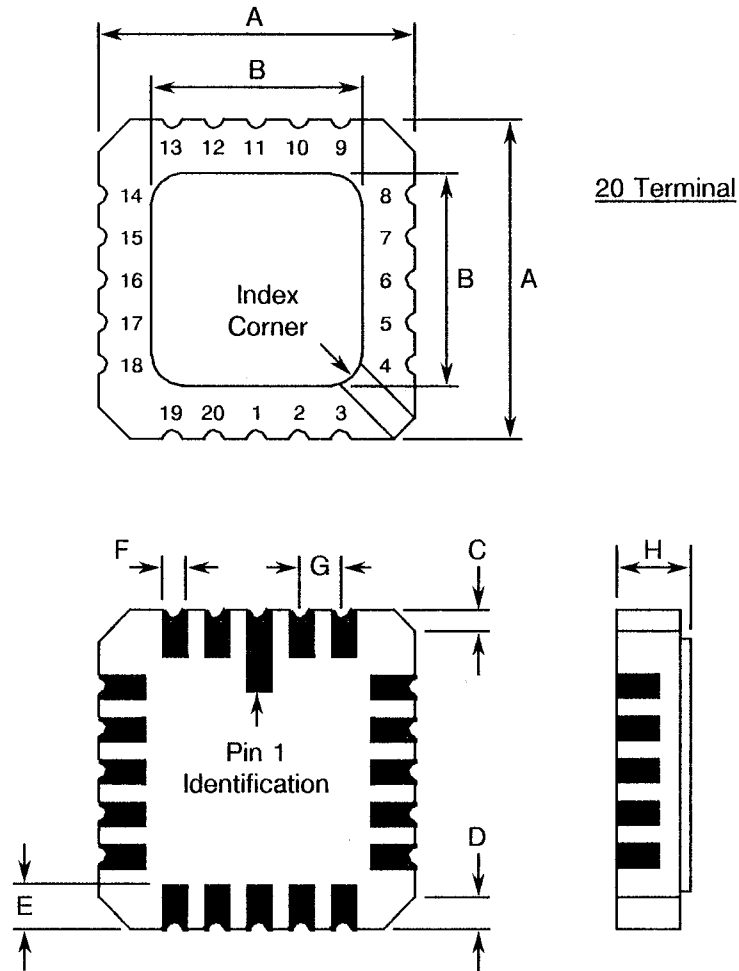 A
B
13 12 11 10 9
20 Terminal
14 8
15 7
16 6
17 5
18 4
B A
Index
Corner
19 20 1 2 3
F G C H
Pin 1
Identification
D
E